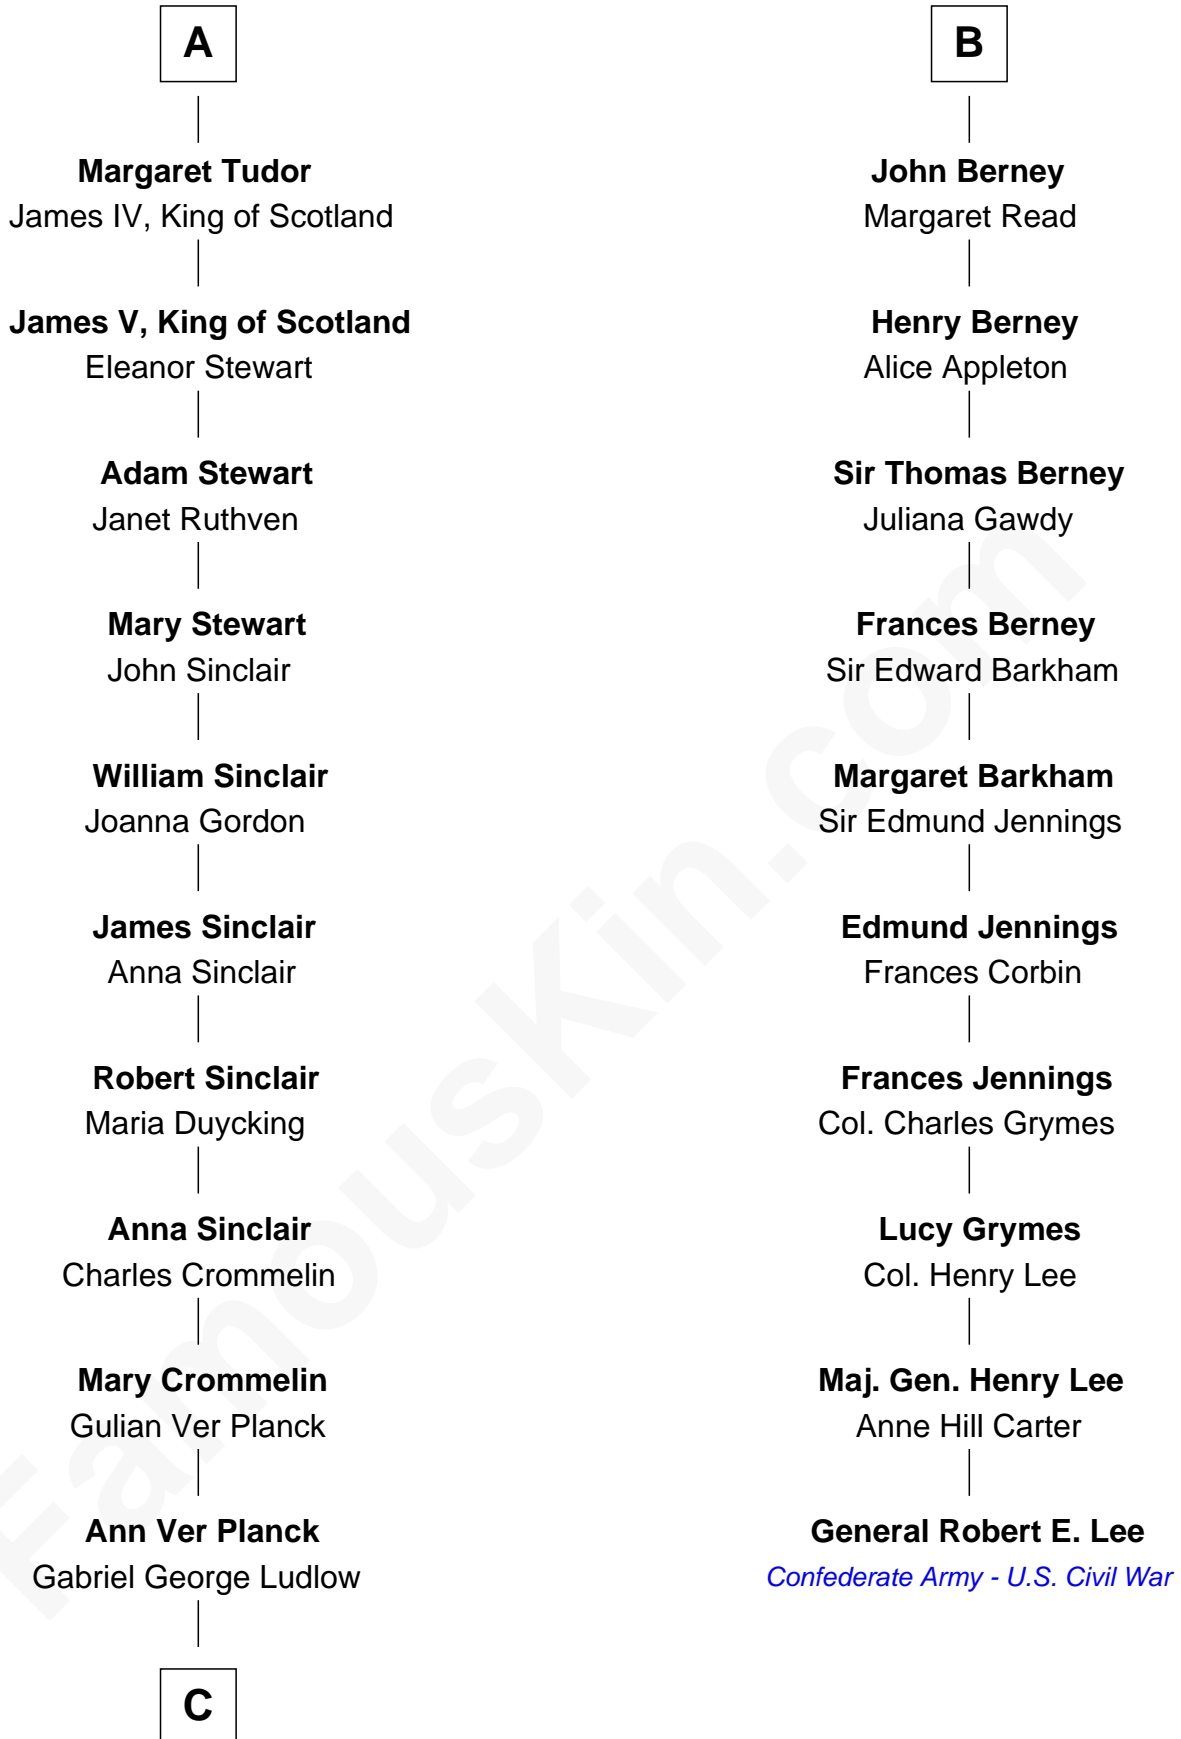 A
Margaret Tudor
James IV, King of Scotland
James V, King of Scotland
Eleanor Stewart
Adam Stewart
Janet Ruthven
Mary Stewart
John Sinclair
William Sinclair
Joanna Gordon
James Sinclair
Anna Sinclair
Robert Sinclair
Maria Duycking
Anna Sinclair
Charles Crommelin
Mary Crommelin
Gulian Ver Planck
Ann Ver Planck
Gabriel George Ludlow
C
B
John Berney
Margaret Read
Henry Berney
Alice Appleton
Sir Thomas Berney
Juliana Gawdy
Frances Berney
Sir Edward Barkham
Margaret Barkham
Sir Edmund Jennings
Edmund Jennings
Frances Corbin
Frances Jennings
Col. Charles Grymes
Lucy Grymes
Col. Henry Lee
Maj. Gen. Henry Lee
Anne Hill Carter
General Robert E. Lee
Confederate Army - U.S. Civil War
FamousKin.com